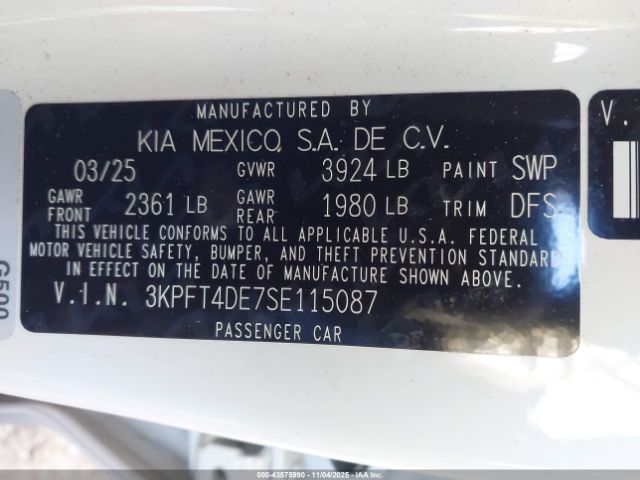 MANUFACTURED BY
KIA MEXICO, S.A. DE C.V.
03/25 GVWR 3924 LB PAINT SWP
GAWR FRONT 2361 LB GAWR REAR 1980 LB TRIM DFS
THIS VEHICLE CONFORMS TO ALL APPLICABLE U.S.A. FEDERAL
MOTOR VEHICLE SAFETY, BUMPER, AND THEFT PREVENTION STANDARDS
IN EFFECT ON THE DATE OF MANUFACTURE SHOWN ABOVE.
V.I.N. 3KPFT4DE7SE115087
PASSENGER CAR
V.
G500
000-43575990 - 11/04/2025 - IAA Inc.